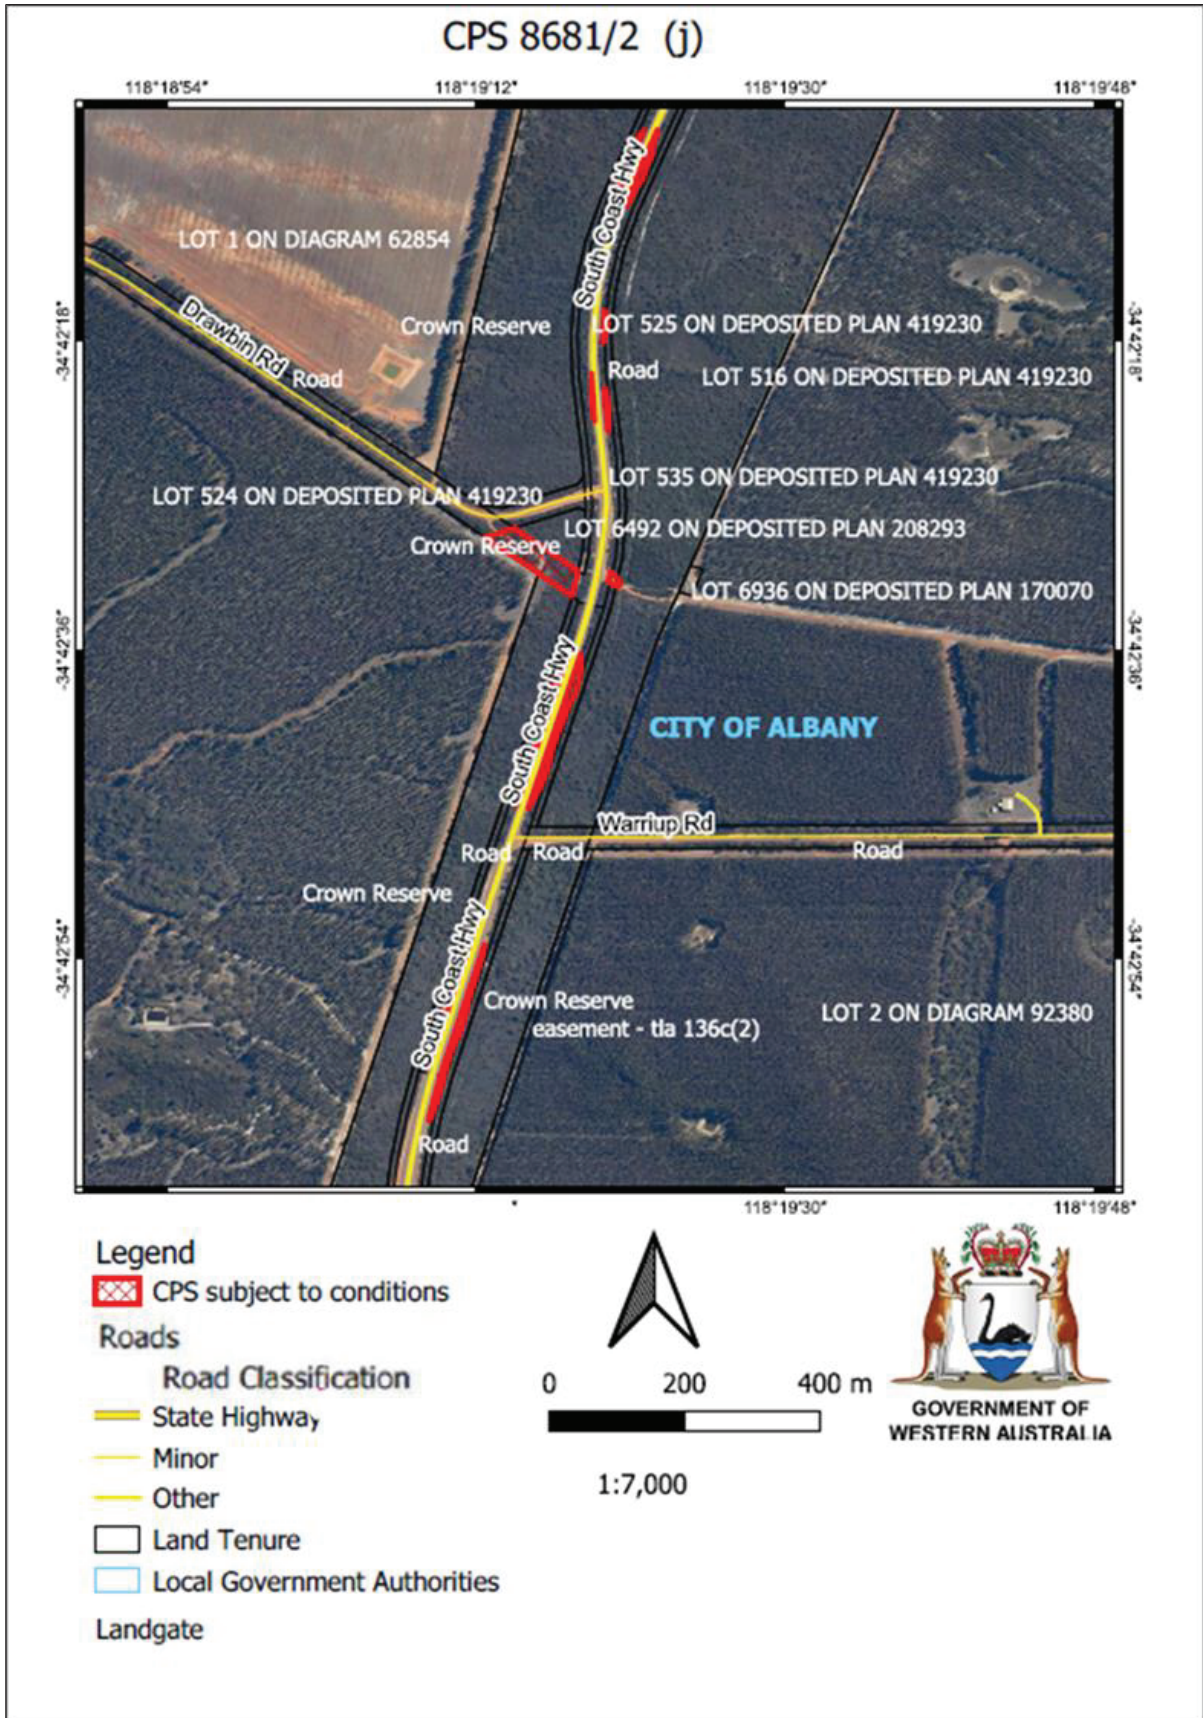 CPS 8681/2 (j)
118°18'54"
118°19'12"
118°19'30"
118°19'48"
South Coast Hwy
LOT 1 ON DIAGRAM 62854
-34°42'18"
Drawbin Rd
Crown Reserve
LOT 525 ON DEPOSITED PLAN 419230
-34°42'18"
Road
Road
LOT 516 ON DEPOSITED PLAN 419230
LOT 535 ON DEPOSITED PLAN 419230
LOT 524 ON DEPOSITED PLAN 419230
LOT 6492 ON DEPOSITED PLAN 208293
Crown Reserve
LOT 6936 ON DEPOSITED PLAN 170070
-34°42'36"
-34°42'36"
South Coast Hwy
CITY OF ALBANY
Warriup Rd
Road
Road
Road
Crown Reserve
South Coast Hwy
-34°42'54"
-34°42'54"
Crown Reserve
easement - tla 136c(2)
LOT 2 ON DIAGRAM 92380
Road
118°19'30"
118°19'48"
Legend
CPS subject to conditions
Roads
Road Classification
State Highway
Minor
Other
Land Tenure
Local Government Authorities
Landgate
0 200 400 m
1:7,000
GOVERNMENT OF
WESTERN AUSTRALIA